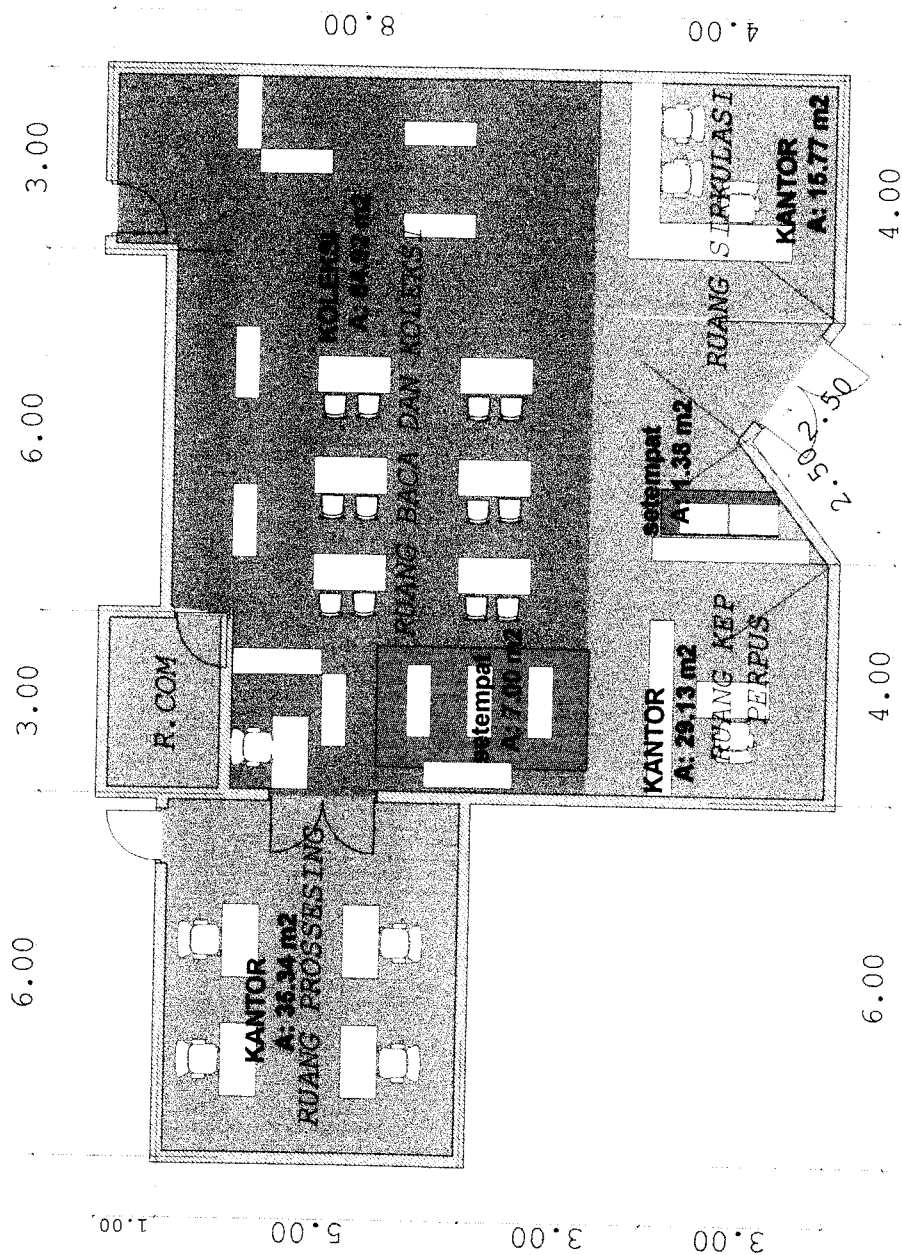 8.00
4.00
3.00
6.00
3.00
6.00
4.00
2.50
2.50
4.00
6.00
1.00
5.00
3.00
3.00
R.COM
KOLEKSI
RUANG BACA DAN KOLEKSI
RUANG SIRKULASI
KANTOR
A: 15.77 m2
setempat
A: 1.38 m2
setempat
A: 7.00 m2
KANTOR
A: 29.13 m2
RUANG KEP
PERPUS
KANTOR
A: 36.34 m2
RUANG PROSSESING